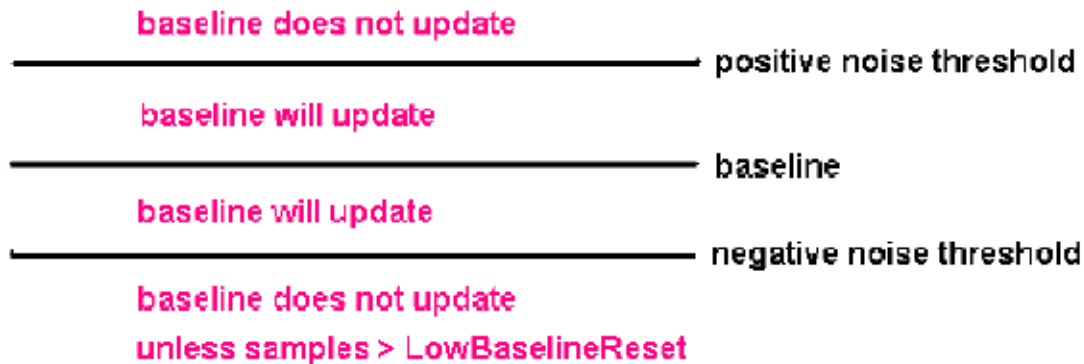 baseline does not update
positive noise threshold
baseline will update
baseline
baseline will update
negative noise threshold
baseline does not update
unless samples > LowBaselineReset